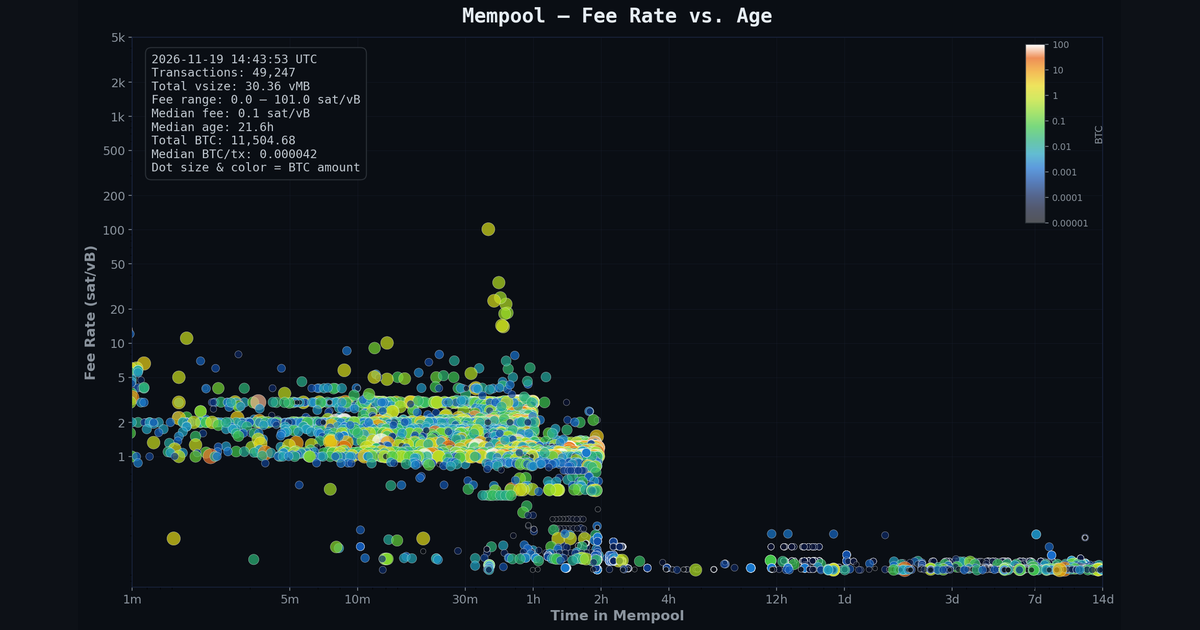 Mempool — Fee Rate vs. Age
5k
2k
1k
500
200
100
50
20
10
5
2
1
Fee Rate (sat/vB)
2026-11-19 14:43:53 UTC
Transactions: 49,247
Total vsize: 30.36 vMB
Fee range: 0.0 – 101.0 sat/vB
Median fee: 0.1 sat/vB
Median age: 21.6h
Total BTC: 11,504.68
Median BTC/tx: 0.000042
Dot size & color = BTC amount
100
10
1
0.1
0.01
0.001
0.0001
0.00001
BTC
1m 5m 10m 30m 1h 2h 4h 12h 1d 3d 7d 14d
Time in Mempool